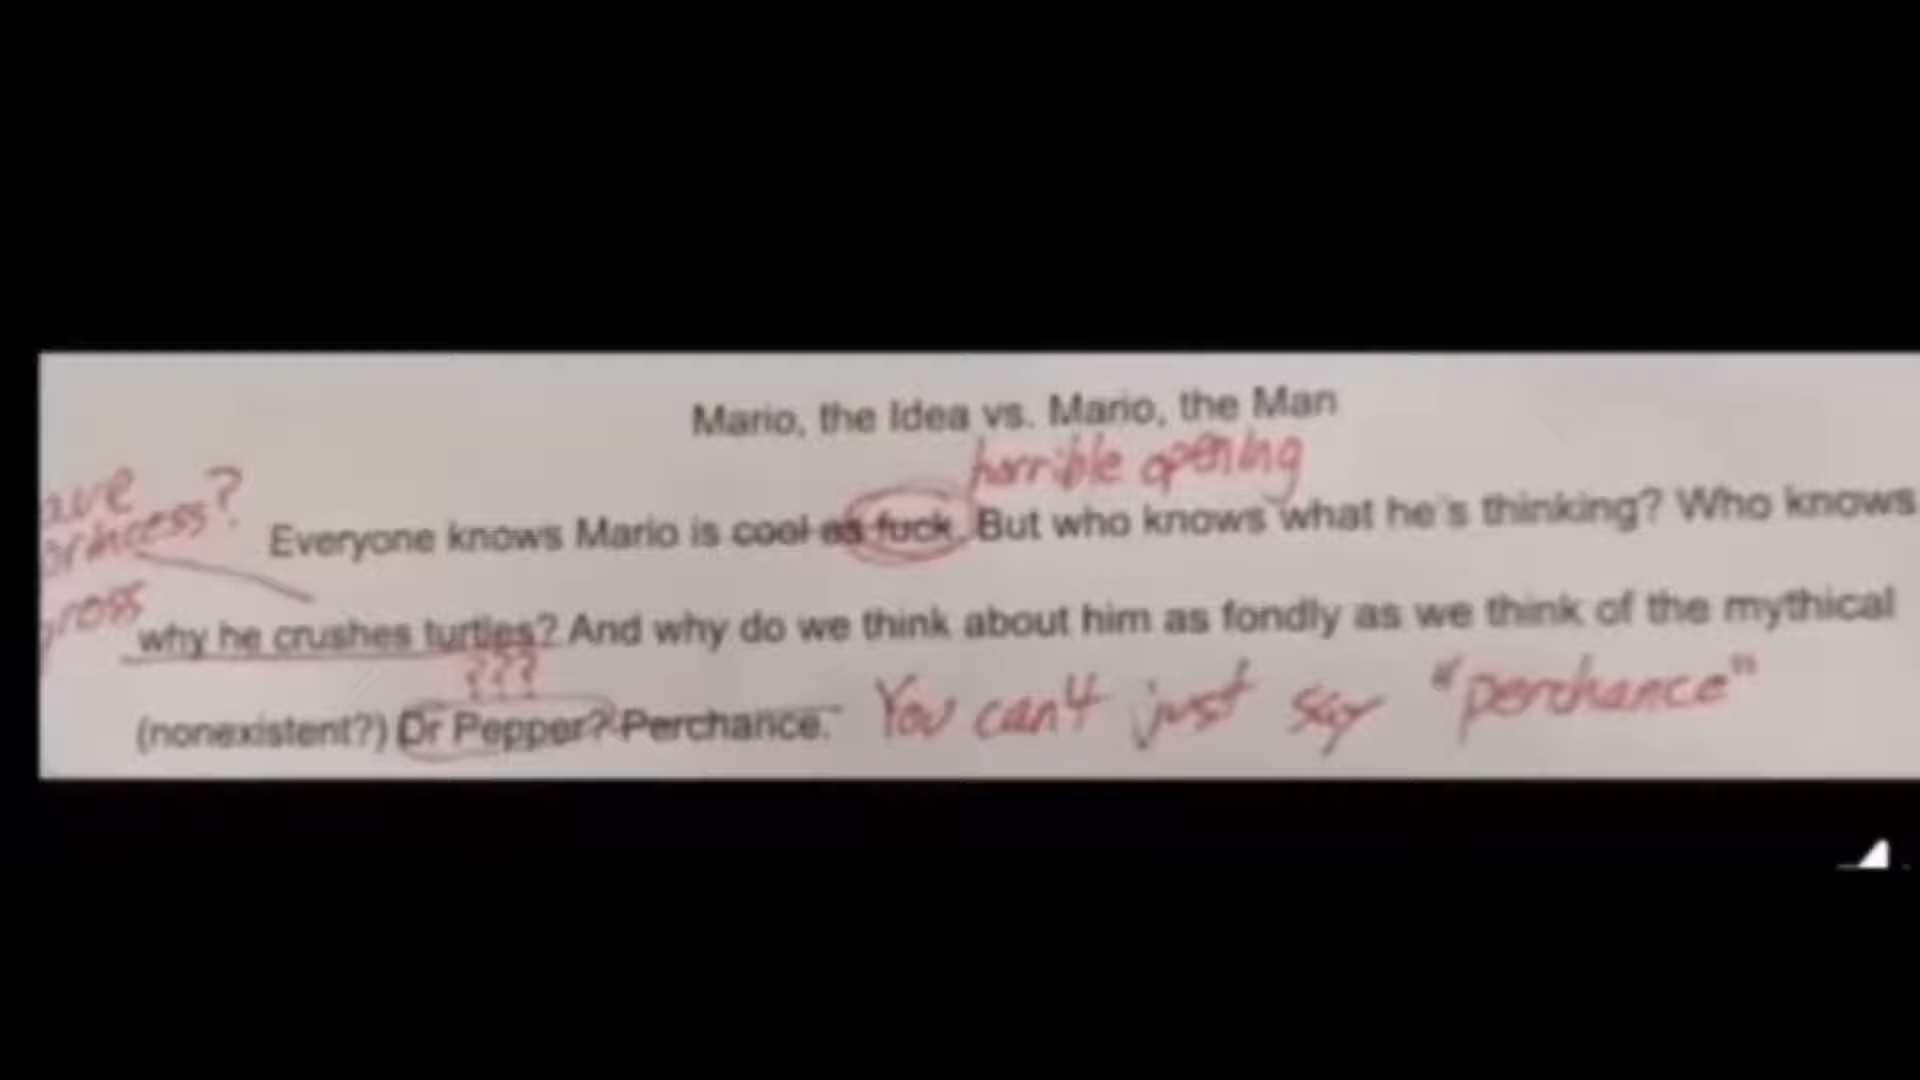 Mario, the Idea vs. Mario, the Man
horrible opening
Everyone knows Mario is cool as fuck. But who knows what he's thinking? Who knows
why he crushes turtles? And why do we think about him as fondly as we think of the mythical
???
(nonexistent?) Dr Pepper? Perchance. You can't just say "perchance"
princess?